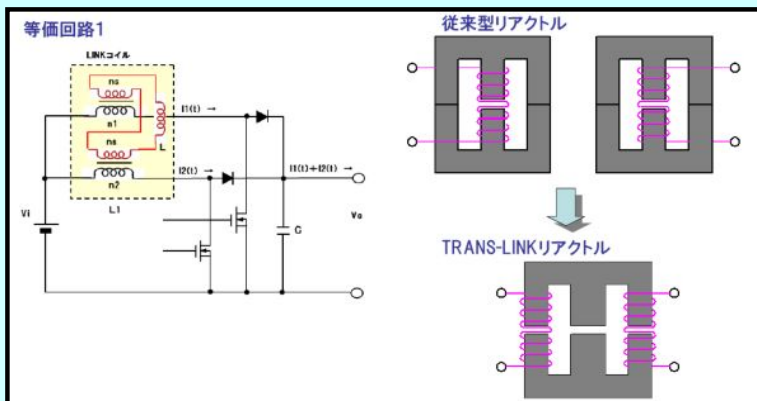 等価回路1
LINKコイル
ns
n1
I1(t) →
ns
L
I2(t) →
n2
L1
I1(t)+I2(t) →
Vi
C
Vo
従来型リアクトル
TRANS-LINKリアクトル